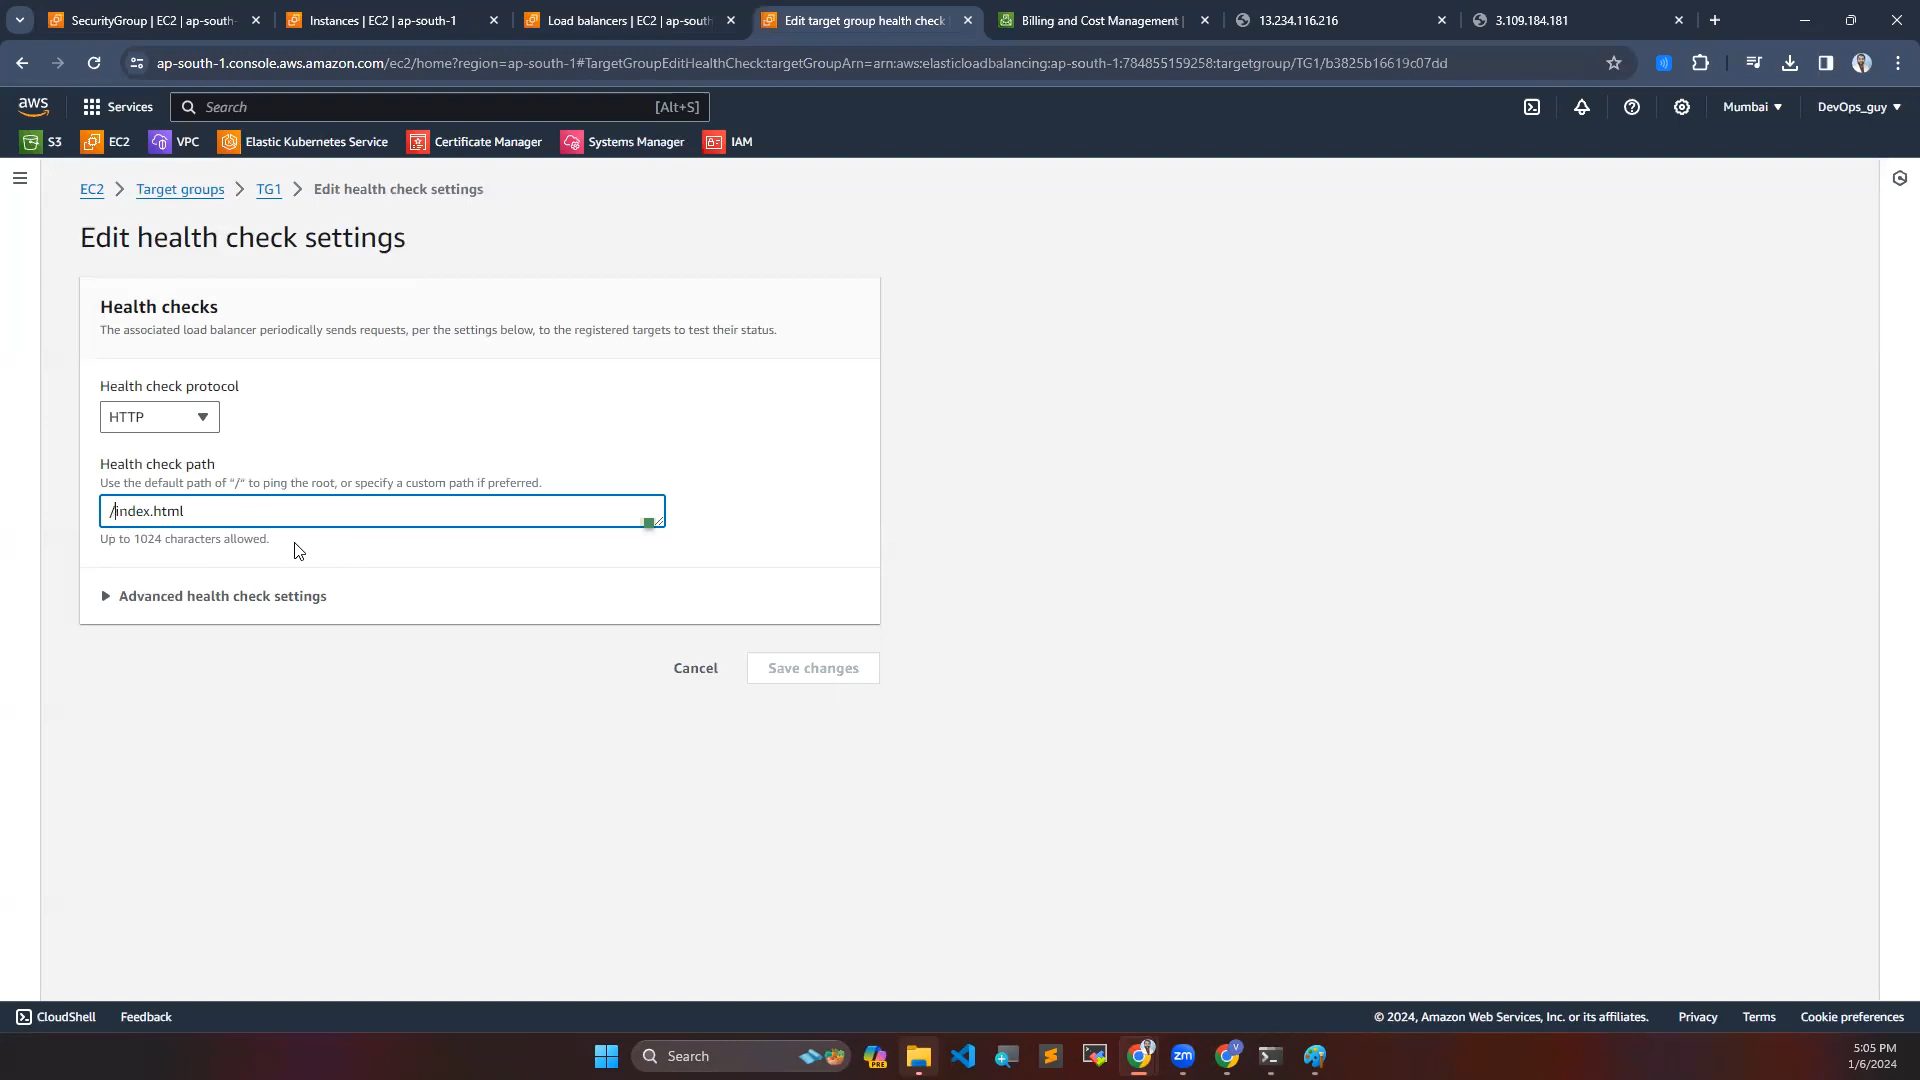 SecurityGroup | EC2 | ap-south-
Instances | EC2 | ap-south-1
Load balancers | EC2 | ap-south
Edit target group health check
Billing and Cost Management |
13.234.116.216
3.109.184.181
ap-south-1.console.aws.amazon.com/ec2/home?region=ap-south-1#TargetGroupEditHealthCheck:targetGroupArn=arn:aws:elasticloadbalancing:ap-south-1:784855159258:targetgroup/TG1/b3825b16619c07dd
aws Services Search [Alt+S] Mumbai DevOps_guy
S3 EC2 VPC Elastic Kubernetes Service Certificate Manager Systems Manager IAM
EC2 Target groups TG1 Edit health check settings
Edit health check settings
Health checks
The associated load balancer periodically sends requests, per the settings below, to the registered targets to test their status.
Health check protocol
HTTP
Health check path
Use the default path of "/" to ping the root, or specify a custom path if preferred.
/index.html
Up to 1024 characters allowed.
Advanced health check settings
Cancel Save changes
CloudShell Feedback © 2024, Amazon Web Services, Inc. or its affiliates. Privacy Terms Cookie preferences
Search PRE zm V
5:05 PM
1/6/2024